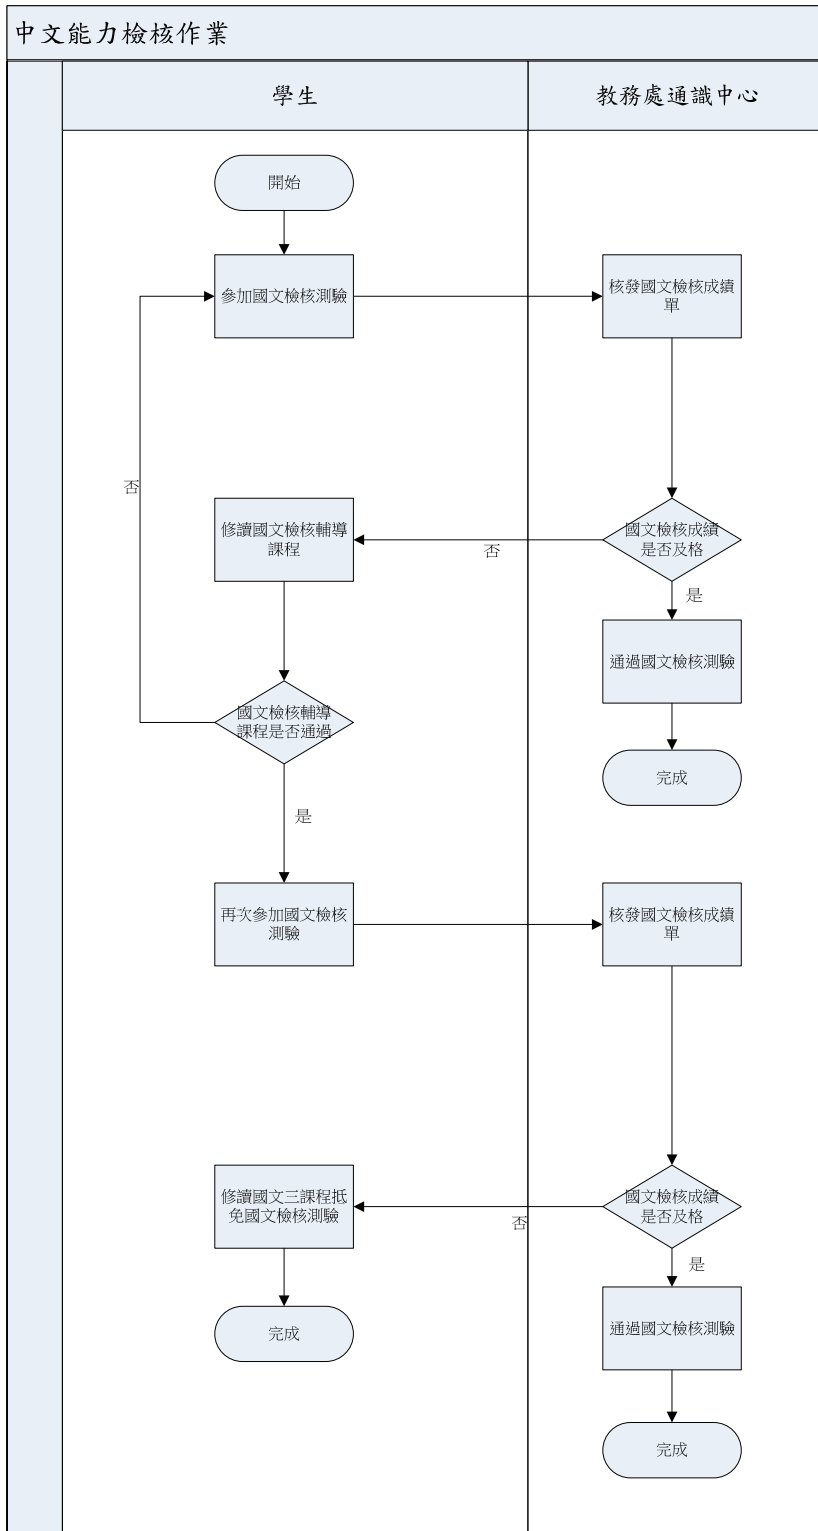 中文能力檢核作業
學生
教務處通識中心
開始
參加國文檢核測驗
核發國文檢核成績
單
否
修讀國文檢核輔導
課程
否
國文檢核成績
是否及格
是
通過國文檢核測驗
國文檢核輔導
課程是否通過
完成
是
再次參加國文檢核
測驗
核發國文檢核成績
單
修讀國文三課程抵
免國文檢核測驗
否
國文檢核成績
是否及格
是
完成
通過國文檢核測驗
完成